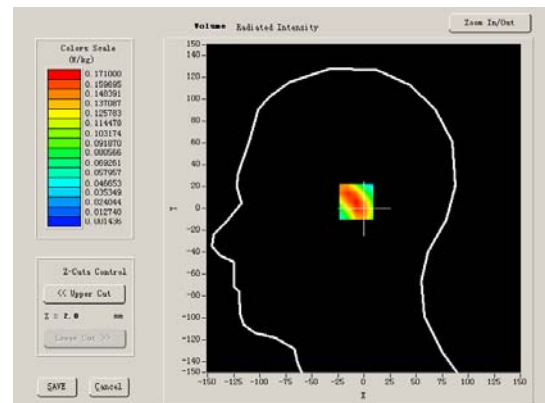 Volume Radiated Intensity
Zoom In/Out
Colors Scale
(W/kg)
0.171000
0.159695
0.148391
0.137087
0.125783
0.114478
0.103174
0.091870
0.080566
0.069261
0.057957
0.046653
0.035349
0.024044
0.012740
0.001436
Z-Cuts Control
<< Upper Cut
Z = 2.0 mm
Lower Cut >>
SAVE Cancel
150
140
120
100
80
60
40
20
Y
0
-20
-40
-60
-80
-100
-120
-140
-150
-150 -125 -100 -75 -50 -25 0 25 50 75 100 125 150
X